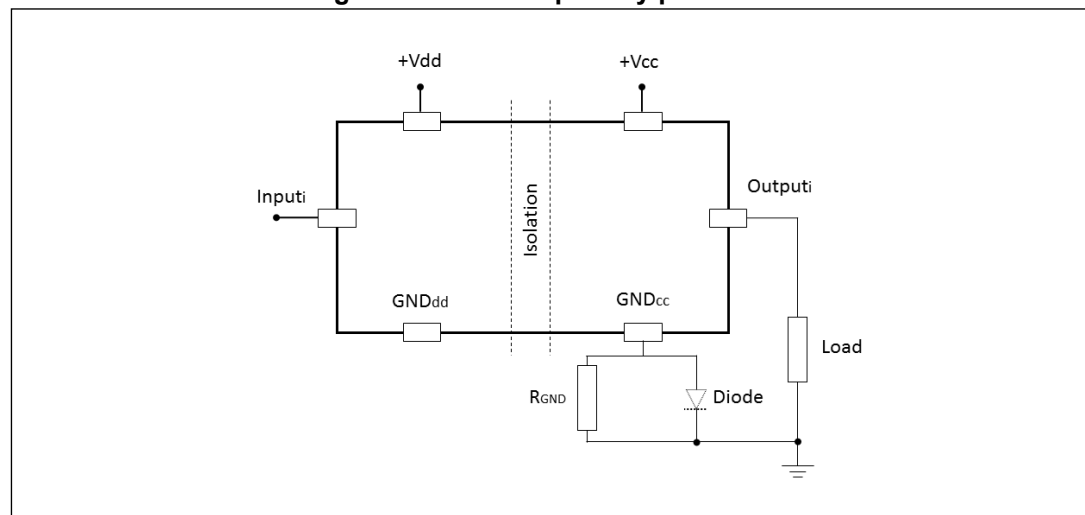 +Vdd
+Vcc
Inputi
Outputi
Isolation
GNDdd
GNDcc
Load
RGND
Diode